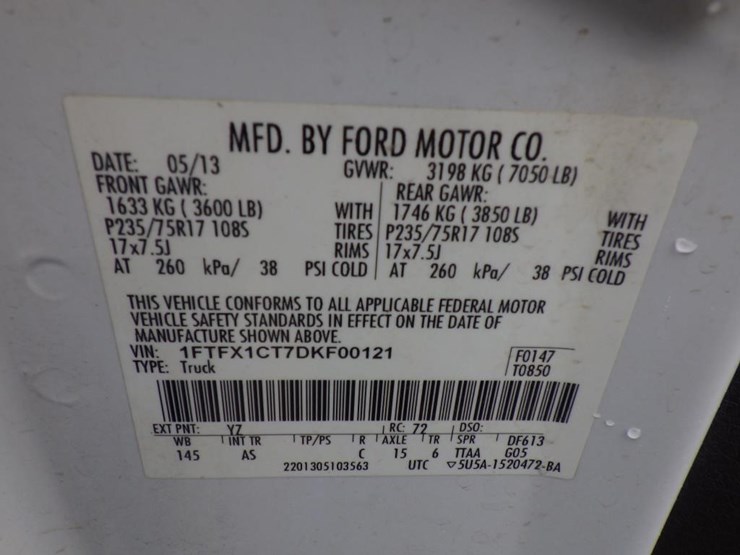 MFD. BY FORD MOTOR CO.
DATE: 05/13 GVWR: 3198 KG ( 7050 LB)
FRONT GAWR: REAR GAWR:
1633 KG ( 3600 LB) WITH 1746 KG ( 3850 LB) WITH
P235/75R17 108S TIRES P235/75R17 108S TIRES
17x7.5J RIMS 17x7.5J RIMS
AT 260 kPa/ 38 PSI COLD AT 260 kPa/ 38 PSI COLD
THIS VEHICLE CONFORMS TO ALL APPLICABLE FEDERAL MOTOR
VEHICLE SAFETY STANDARDS IN EFFECT ON THE DATE OF
MANUFACTURE SHOWN ABOVE.
VIN: 1FTFX1CT7DKF00121 F0147
TYPE: Truck T0850
EXT PNT: YZ RC: 72 DSO:
WB INT TR TP/PS R AXLE TR SPR DF613
145 AS C 15 6 TTAA G05
2201305103563 UTC ▽5U5A-1520472-BA